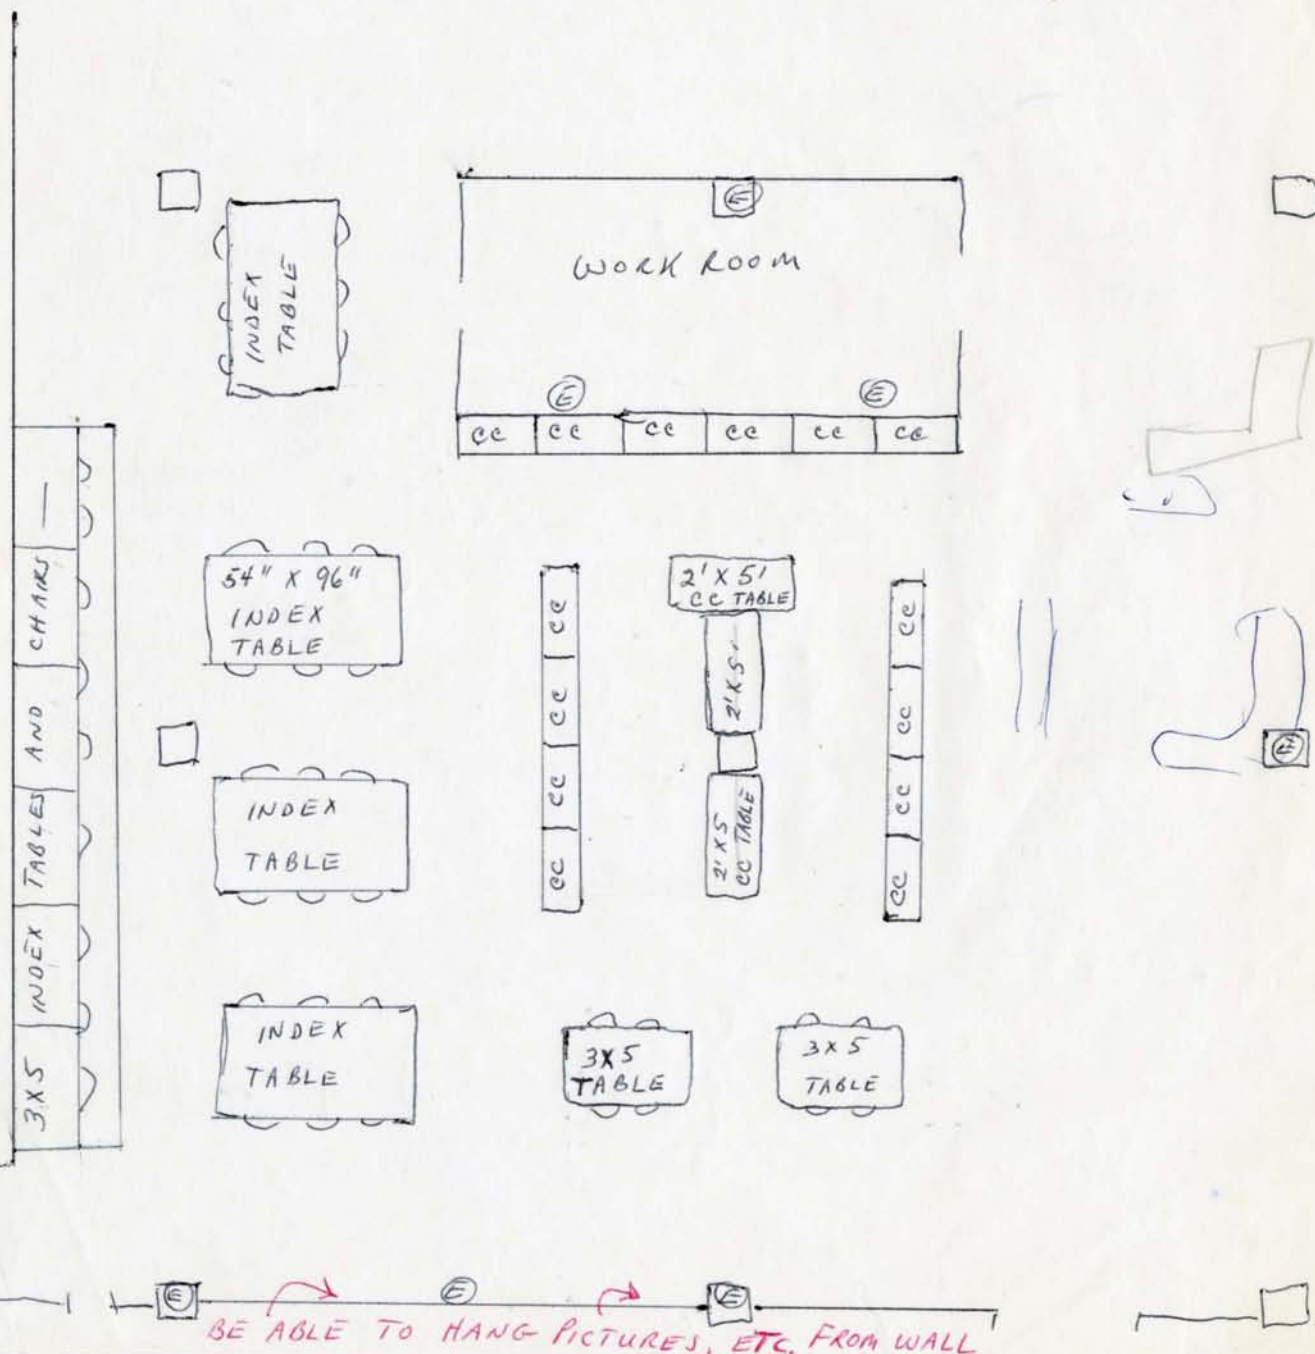 E
WORK ROOM
INDEX
TABLE
E
E
CC CC CC CC CC CC
3X5 INDEX TABLES AND CHAIRS
54" X 96"
INDEX
TABLE
CC
CC
CC
CC
2' X 5'
CC TABLE
2' X 5'
2' X 5
CC TABLE
CC
CC
CC
CC
E
INDEX
TABLE
INDEX
TABLE
3X5
TABLE
3X5
TABLE
E
E
E
BE ABLE TO HANG PICTURES, ETC. FROM WALL